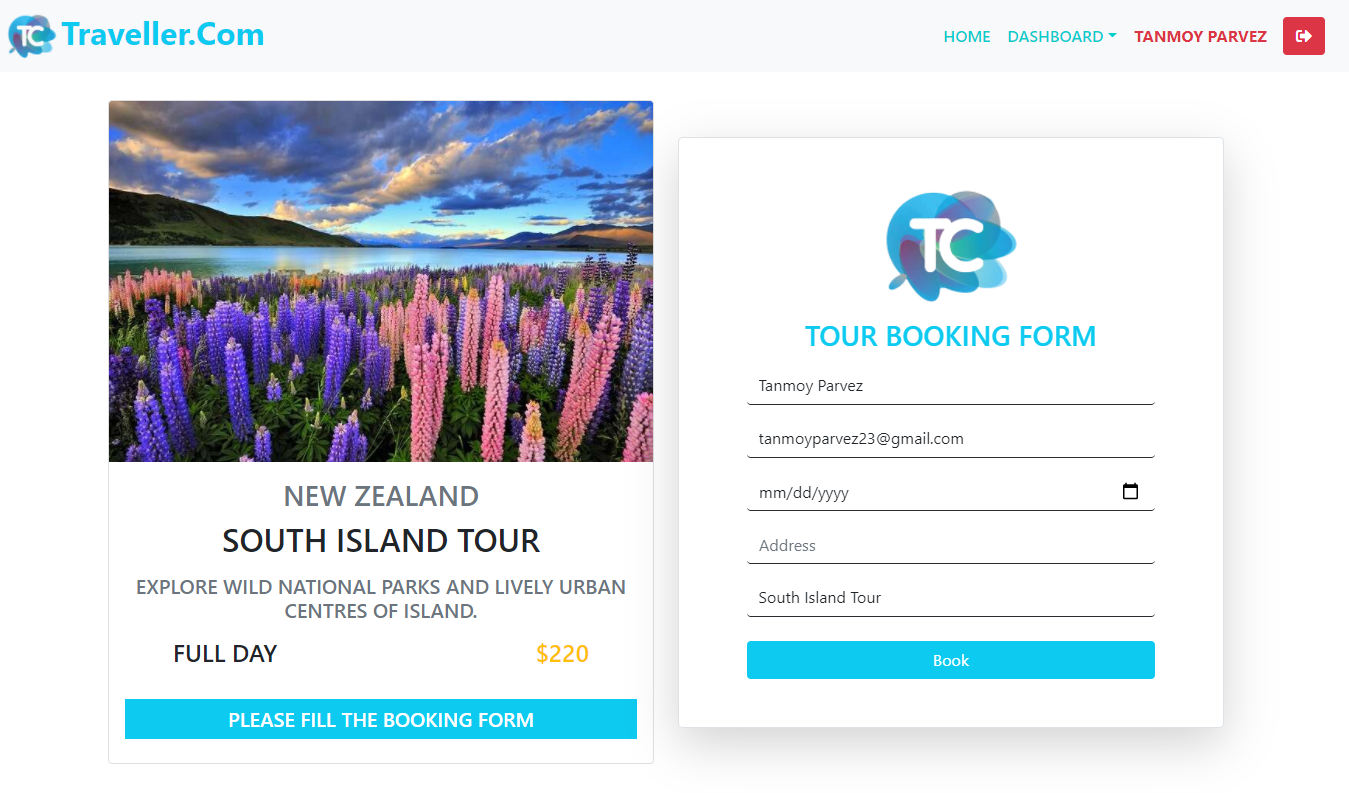 TC Traveller.Com
HOME DASHBOARD TANMOY PARVEZ
NEW ZEALAND
SOUTH ISLAND TOUR
EXPLORE WILD NATIONAL PARKS AND LIVELY URBAN
CENTRES OF ISLAND.
FULL DAY $220
PLEASE FILL THE BOOKING FORM
TC
TOUR BOOKING FORM
Tanmoy Parvez
tanmoyparvez23@gmail.com
mm/dd/yyyy
Address
South Island Tour
Book